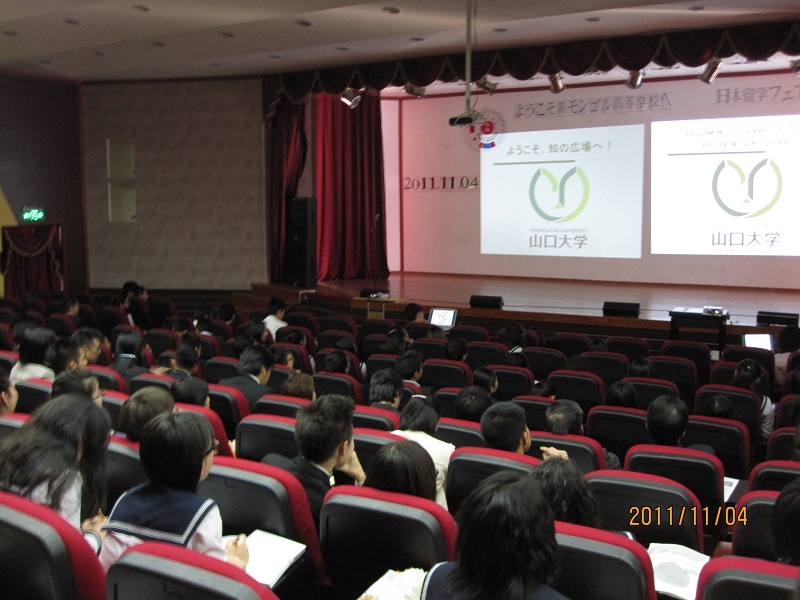 ようこそ新モンゴル高等学校へ
日本留学フェア
2011.11.04
ようこそ、知の広場へ!
YAMAGUCHI UNIVERSITY
山口大学
山口大学
2011/11/04